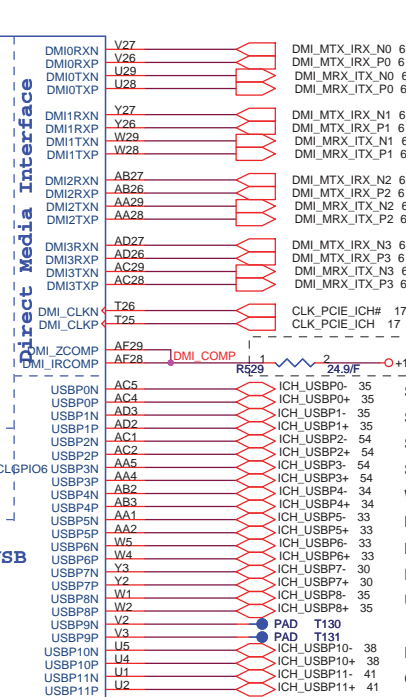 Direct Media Interface
DMI0RXN V27 DMI_MTX_IRX_N0 6
DMI0RXP V26 DMI_MTX_IRX_P0 6
DMI0TXN U29 DMI_MRX_ITX_N0 6
DMI0TXP U28 DMI_MRX_ITX_P0 6
DMI1RXN Y27 DMI_MTX_IRX_N1 6
DMI1RXP Y26 DMI_MTX_IRX_P1 6
DMI1TXN W29 DMI_MRX_ITX_N1 6
DMI1TXP W28 DMI_MRX_ITX_P1 6
DMI2RXN AB27 DMI_MTX_IRX_N2 6
DMI2RXP AB26 DMI_MTX_IRX_P2 6
DMI2TXN AA29 DMI_MRX_ITX_N2 6
DMI2TXP AA28 DMI_MRX_ITX_P2 6
DMI3RXN AD27 DMI_MTX_IRX_N3 6
DMI3RXP AD26 DMI_MTX_IRX_P3 6
DMI3TXN AC29 DMI_MRX_ITX_N3 6
DMI3TXP AC28 DMI_MRX_ITX_P3 6
DMI_CLKN T26 CLK_PCIE_ICH# 17
DMI_CLKP T25 CLK_PCIE_ICH 17
DMI_ZCOMP AF29
DMI_IRCOMP AF28 DMI_COMP 1 2 +1
R529 24.9/F
USBP0N AC5 ICH_USBP0- 35
USBP0P AC4 ICH_USBP0+ 35
USBP1N AD3 ICH_USBP1- 35
USBP1P AD2 ICH_USBP1+ 35
USBP2N AC1 ICH_USBP2- 54
USBP2P AC2 ICH_USBP2+ 54
CLGPIO6 USBP3N AA5 ICH_USBP3- 54
USBP3P AA4 ICH_USBP3+ 54
USBP4N AB2 ICH_USBP4- 34
USBP4P AB3 ICH_USBP4+ 34
USBP5N AA1 ICH_USBP5- 33
USBP5P AA2 ICH_USBP5+ 33
USBP6N W5 ICH_USBP6- 33
SB USBP6P W4 ICH_USBP6+ 33
USBP7N Y3 ICH_USBP7- 30
USBP7P Y2 ICH_USBP7+ 30
USBP8N W1 ICH_USBP8- 35
USBP8P W2 ICH_USBP8+ 35
USBP9N V2 PAD T130
USBP9P V3 PAD T131
USBP10N U5 ICH_USBP10- 38
USBP10P U4 ICH_USBP10+ 38
USBP11N U1 ICH_USBP11- 41
USBP11P U2 ICH_USBP11+ 41